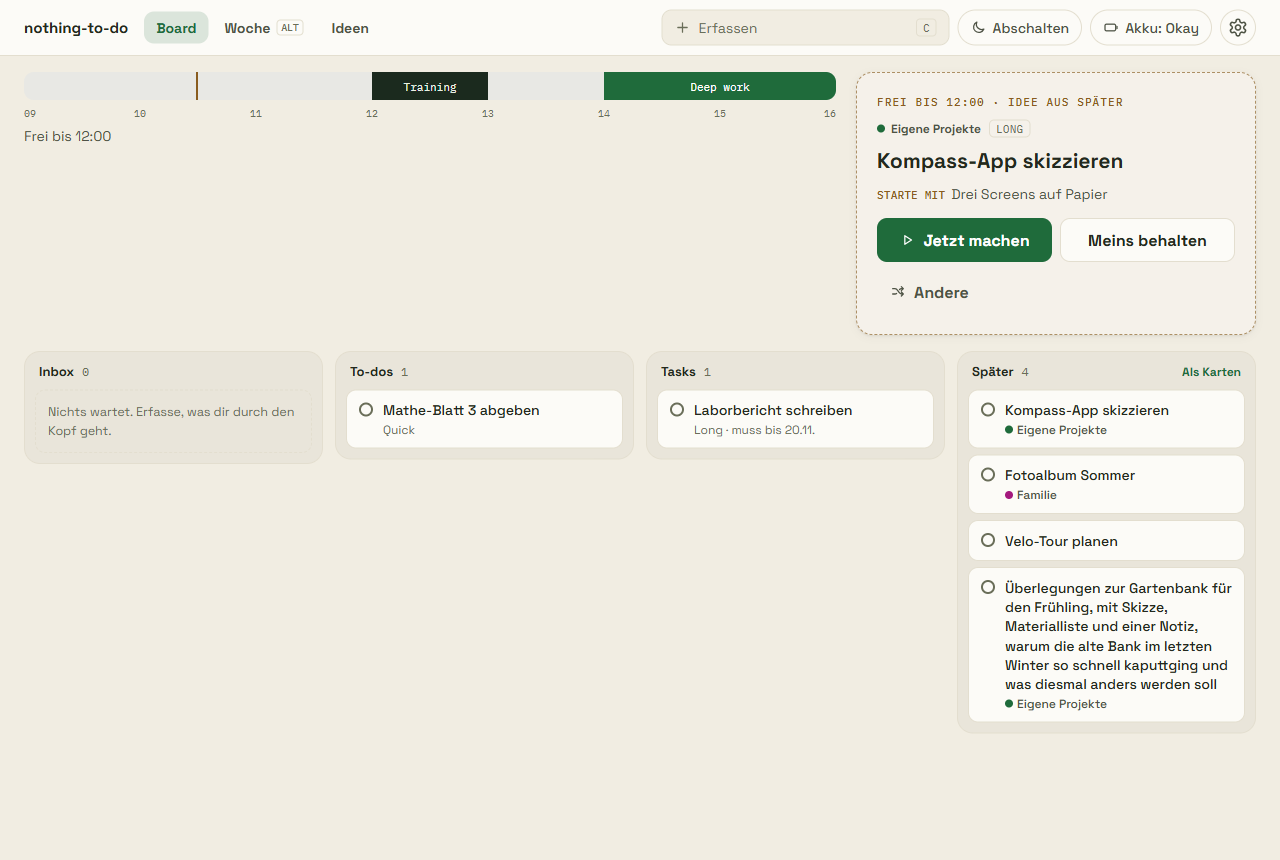 nothing-to-do Board Woche ALT Ideen Erfassen C Abschalten Akku: Okay
Training Deep work
09 10 11 12 13 14 15 16
Frei bis 12:00
FREI BIS 12:00 · IDEE AUS SPÄTER
Eigene Projekte LONG
Kompass-App skizzieren
STARTE MIT Drei Screens auf Papier
Jetzt machen Meins behalten
Andere
Inbox 0
Nichts wartet. Erfasse, was dir durch den
Kopf geht.
To-dos 1
Mathe-Blatt 3 abgeben
Quick
Tasks 1
Laborbericht schreiben
Long · muss bis 20.11.
Später 4 Als Karten
Kompass-App skizzieren
Eigene Projekte
Fotoalbum Sommer
Familie
Velo-Tour planen
Überlegungen zur Gartenbank für
den Frühling, mit Skizze,
Materialliste und einer Notiz,
warum die alte Bank im letzten
Winter so schnell kaputtging und
was diesmal anders werden soll
Eigene Projekte